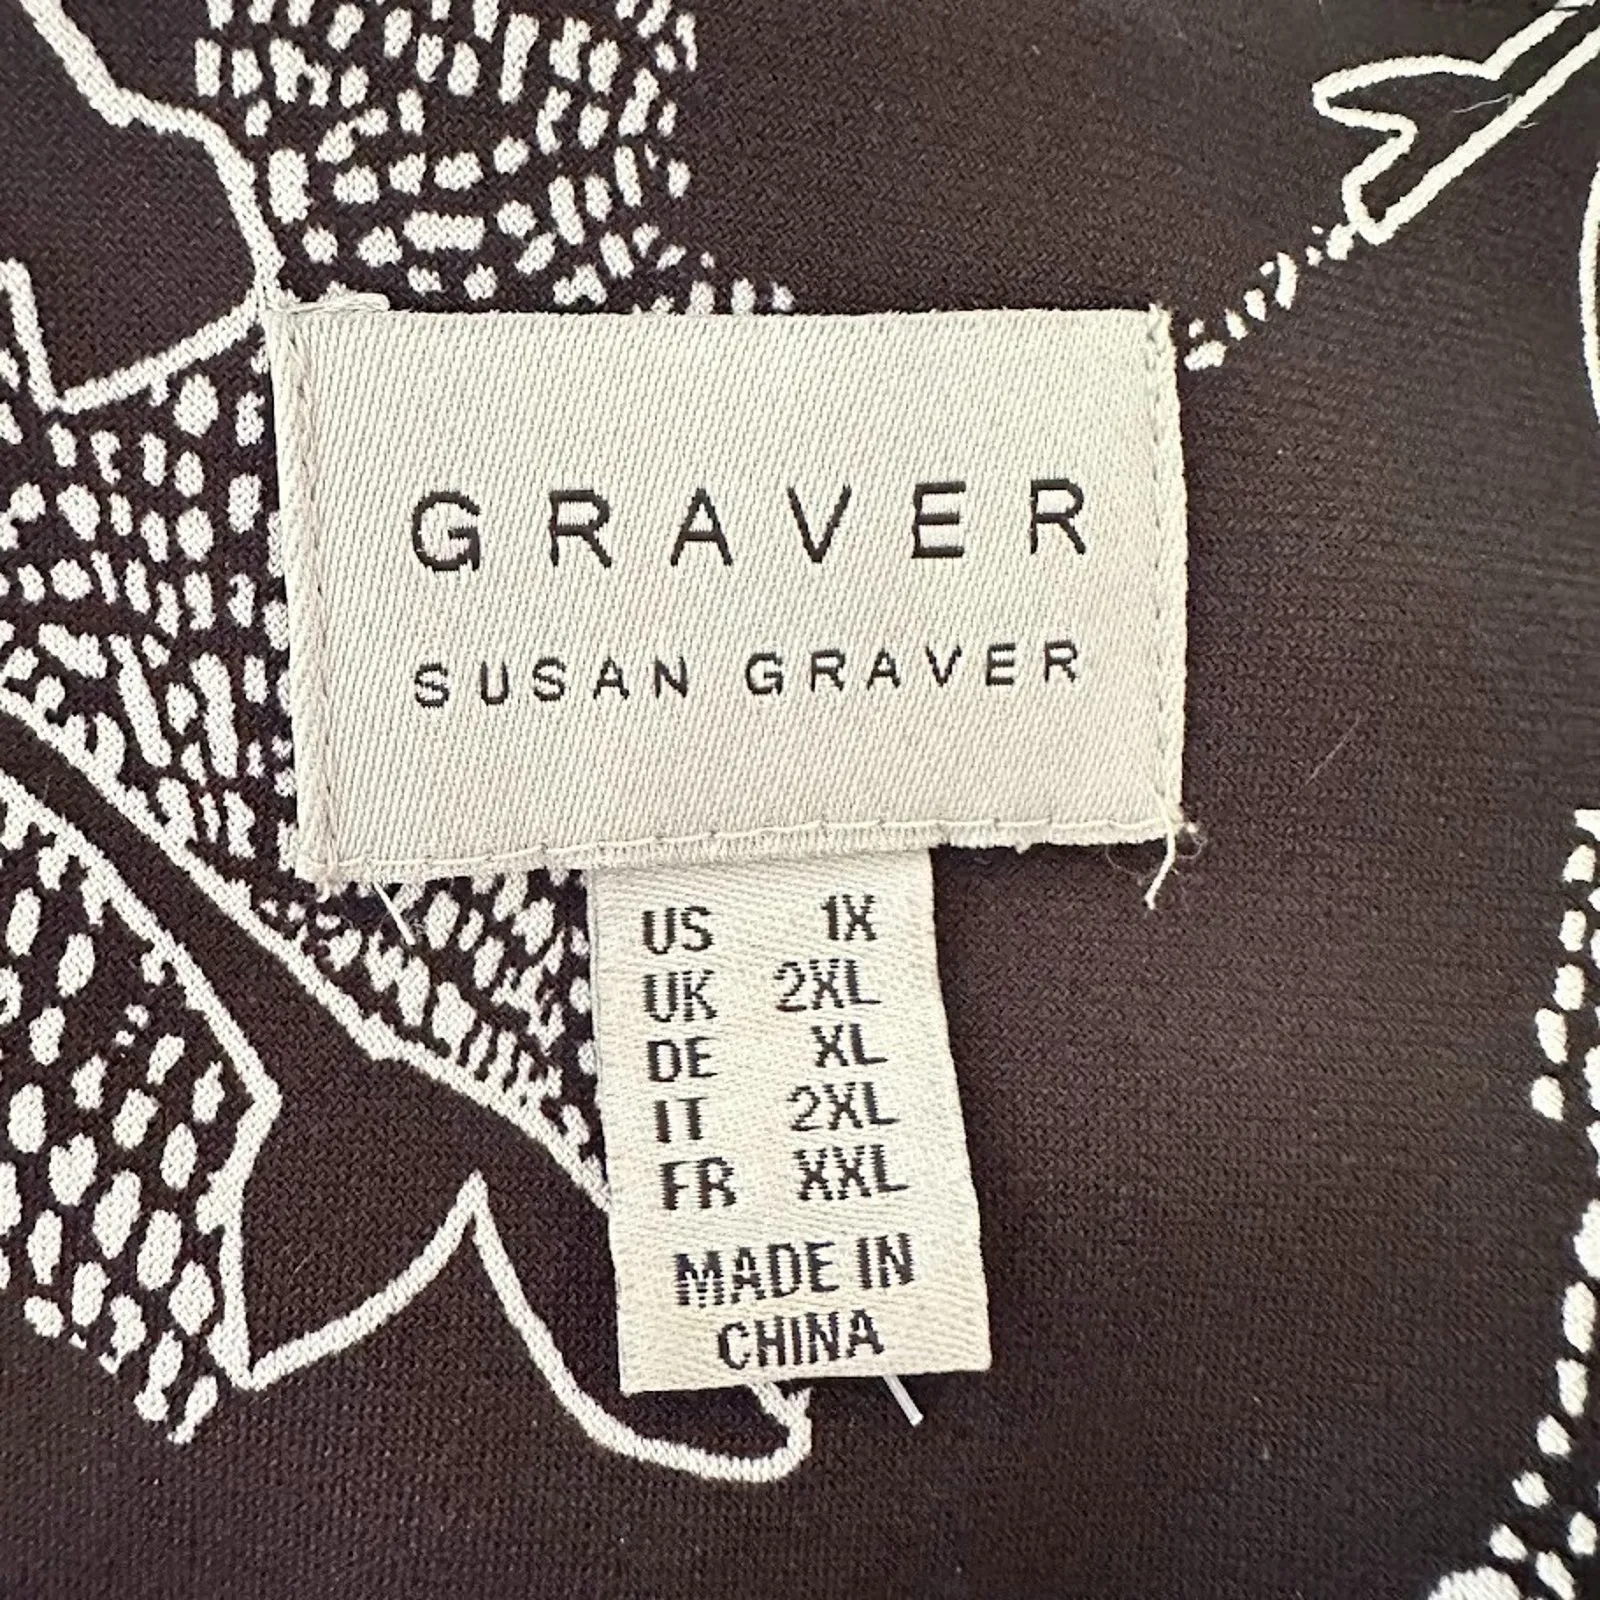 GRAVER
SUSAN GRAVER
US 1X
UK 2XL
DE XL
IT 2XL
FR XXL
MADE IN
CHINA